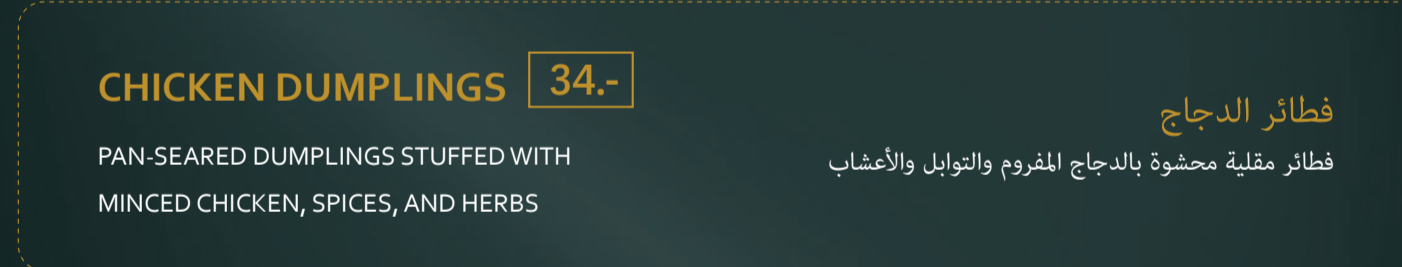 CHICKEN DUMPLINGS 34.-
PAN-SEARED DUMPLINGS STUFFED WITH
MINCED CHICKEN, SPICES, AND HERBS
فطائر الدجاج
فطائر مقلية محشوة بالدجاج المفروم والتوابل والأعشاب